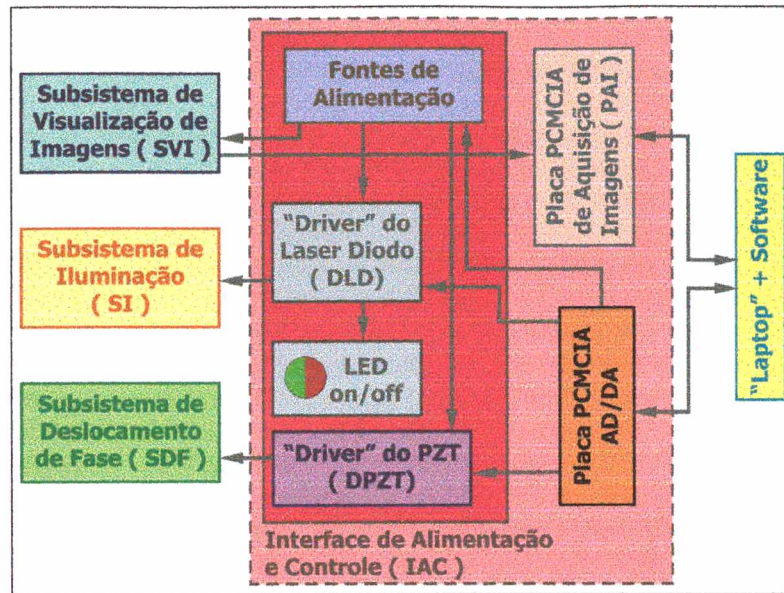 Subsistema de
Visualização de
Imagens ( SVI )
Subsistema de
Iluminação
( SI )
Subsistema de
Deslocamento
de Fase ( SDF )
Fontes de
Alimentação
"Driver" do
Laser Diodo
( DLD )
LED
on/off
"Driver" do PZT
( DPZT)
Interface de Alimentação
e Controle ( IAC )
Placa PCMCIA
de Aquisição de
Imagens ( PAI )
Placa PCMCIA
AD/DA
"Laptop" + Software